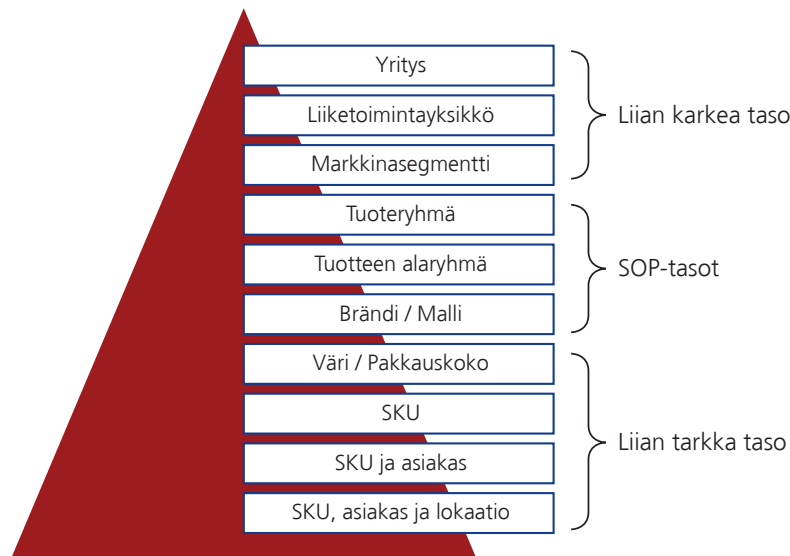 Yritys
Liiketoimintayksikkö
Markkinasegmentti
Liian karkea taso
Tuoteryhmä
Tuotteen alaryhmä
Brändi / Malli
SOP-tasot
Väri / Pakkauskoko
SKU
SKU ja asiakas
SKU, asiakas ja lokaatio
Liian tarkka taso